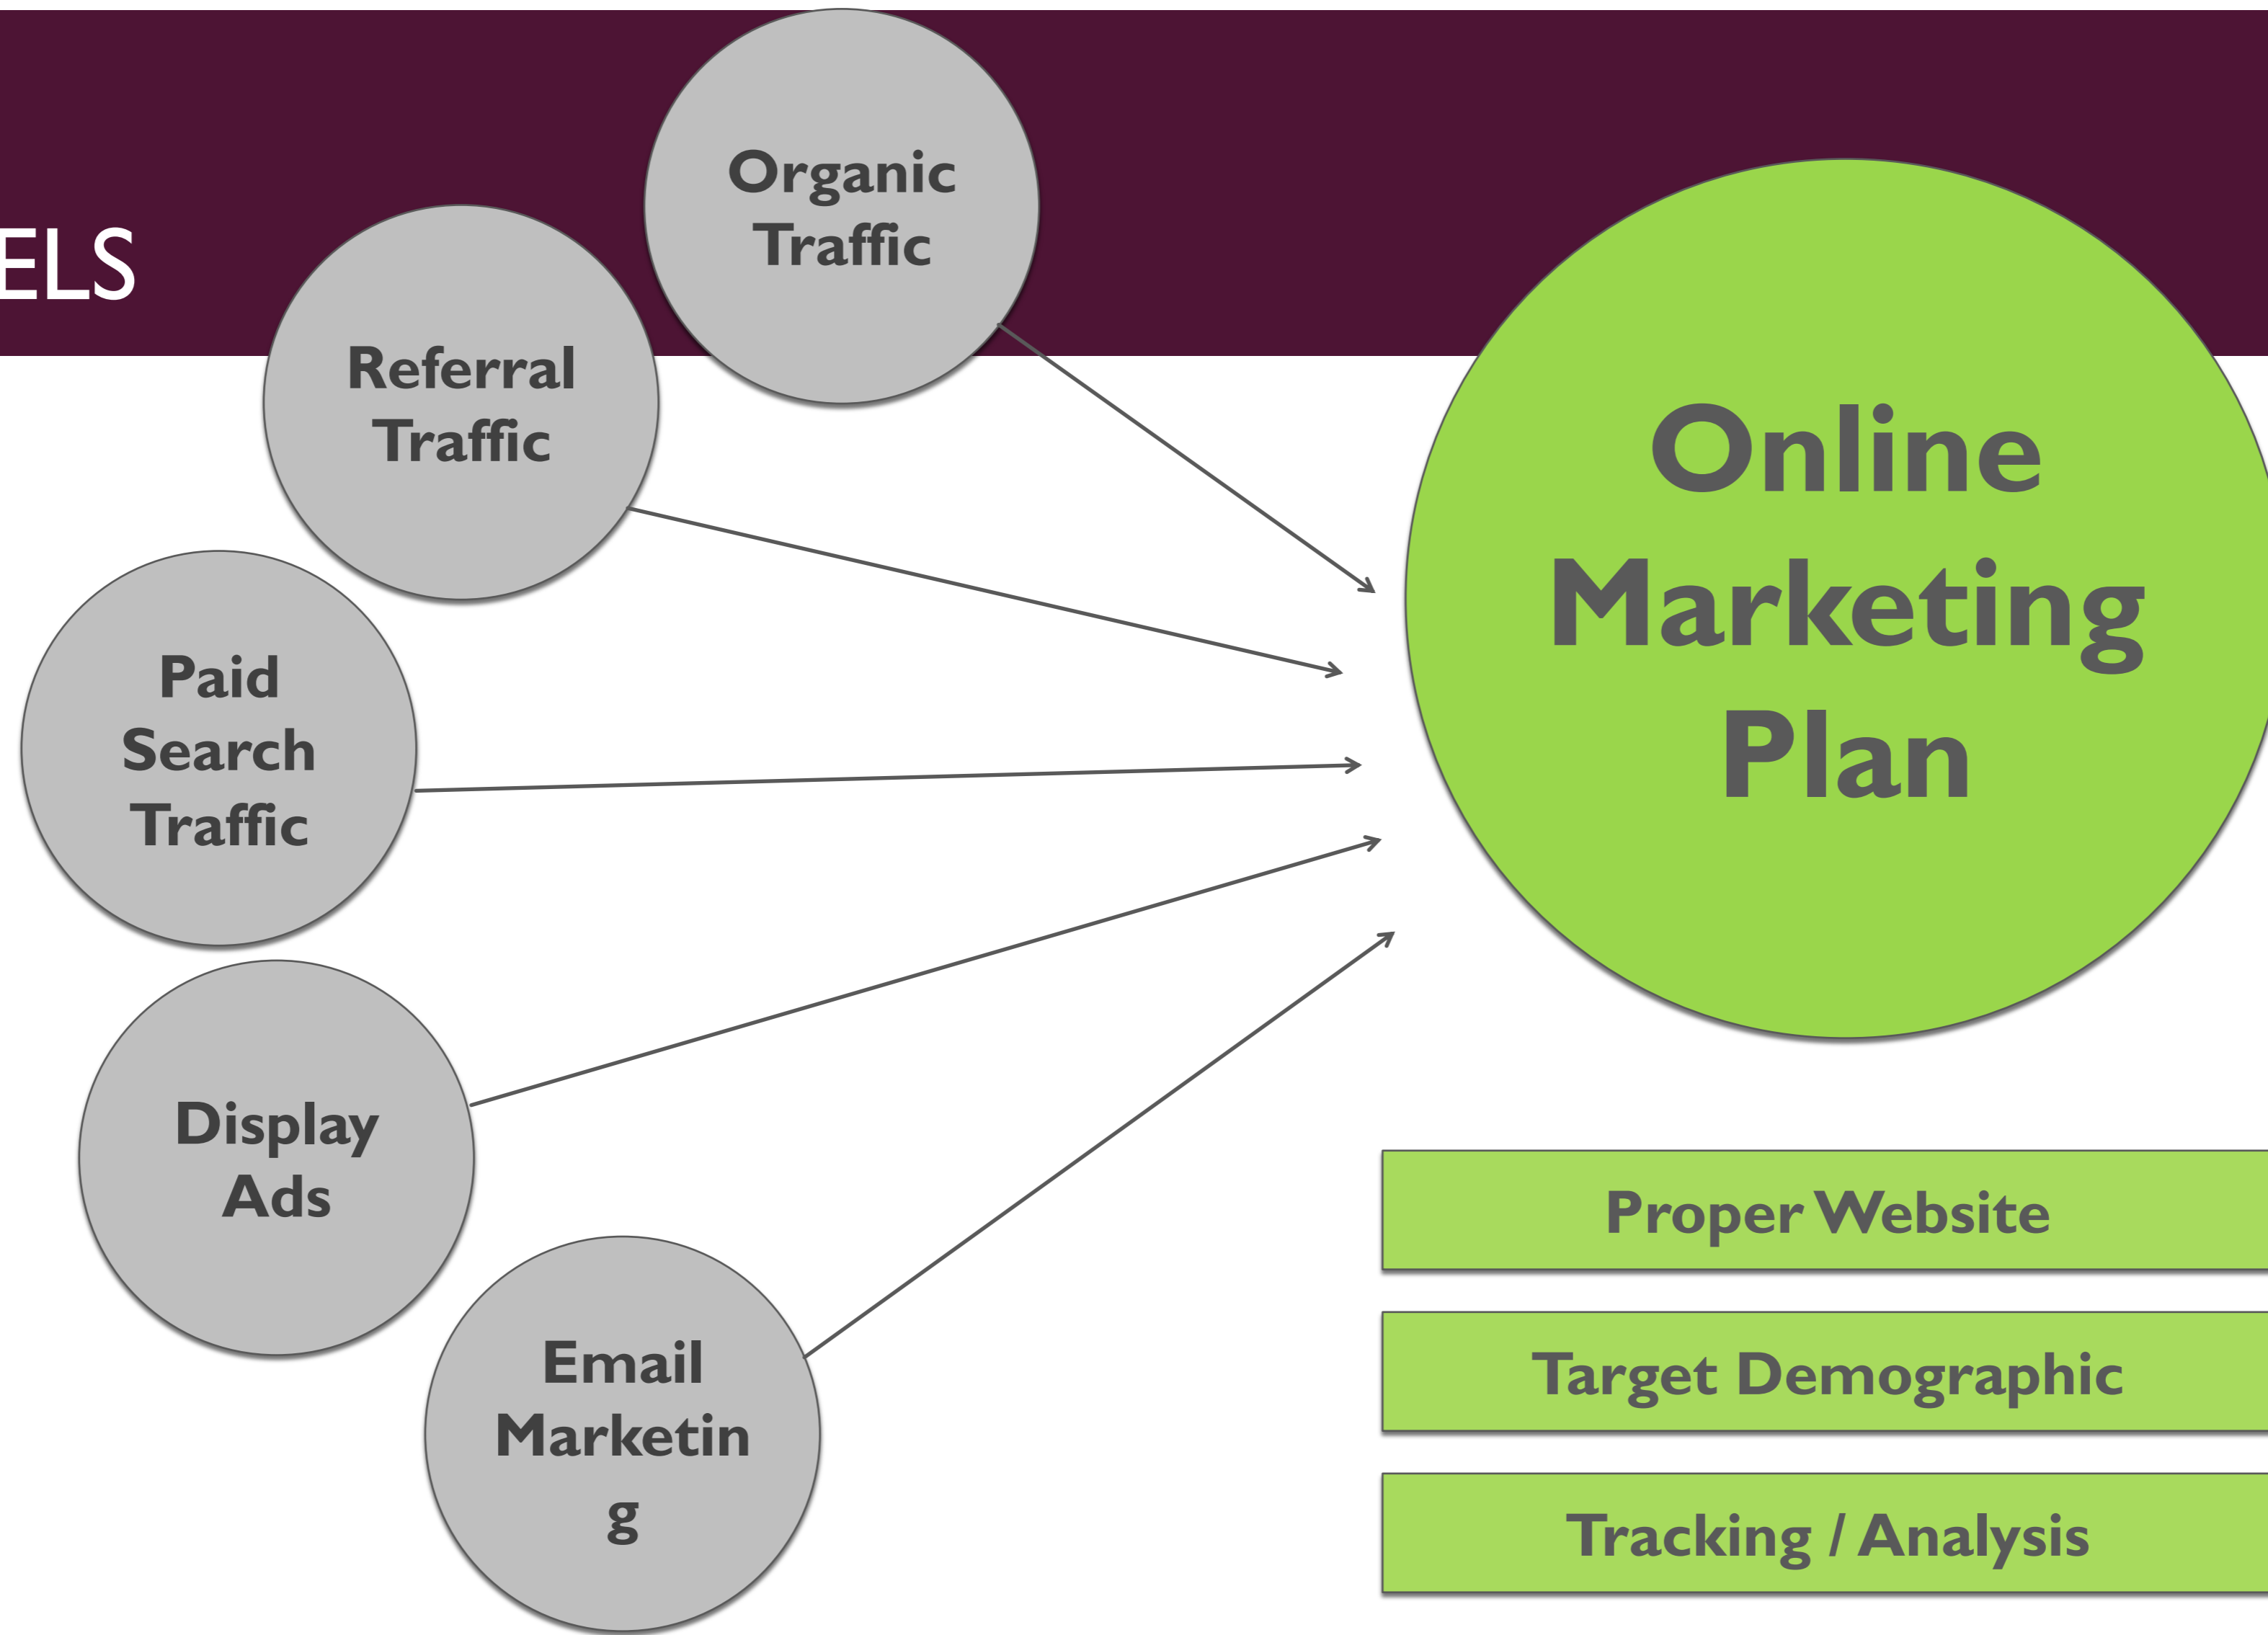 ELS
Organic
Traffic
Referral
Traffic
Paid
Search
Traffic
Display
Ads
Email
Marketin
g
Online
Marketing
Plan
Proper Website
Target Demographic
Tracking / Analysis